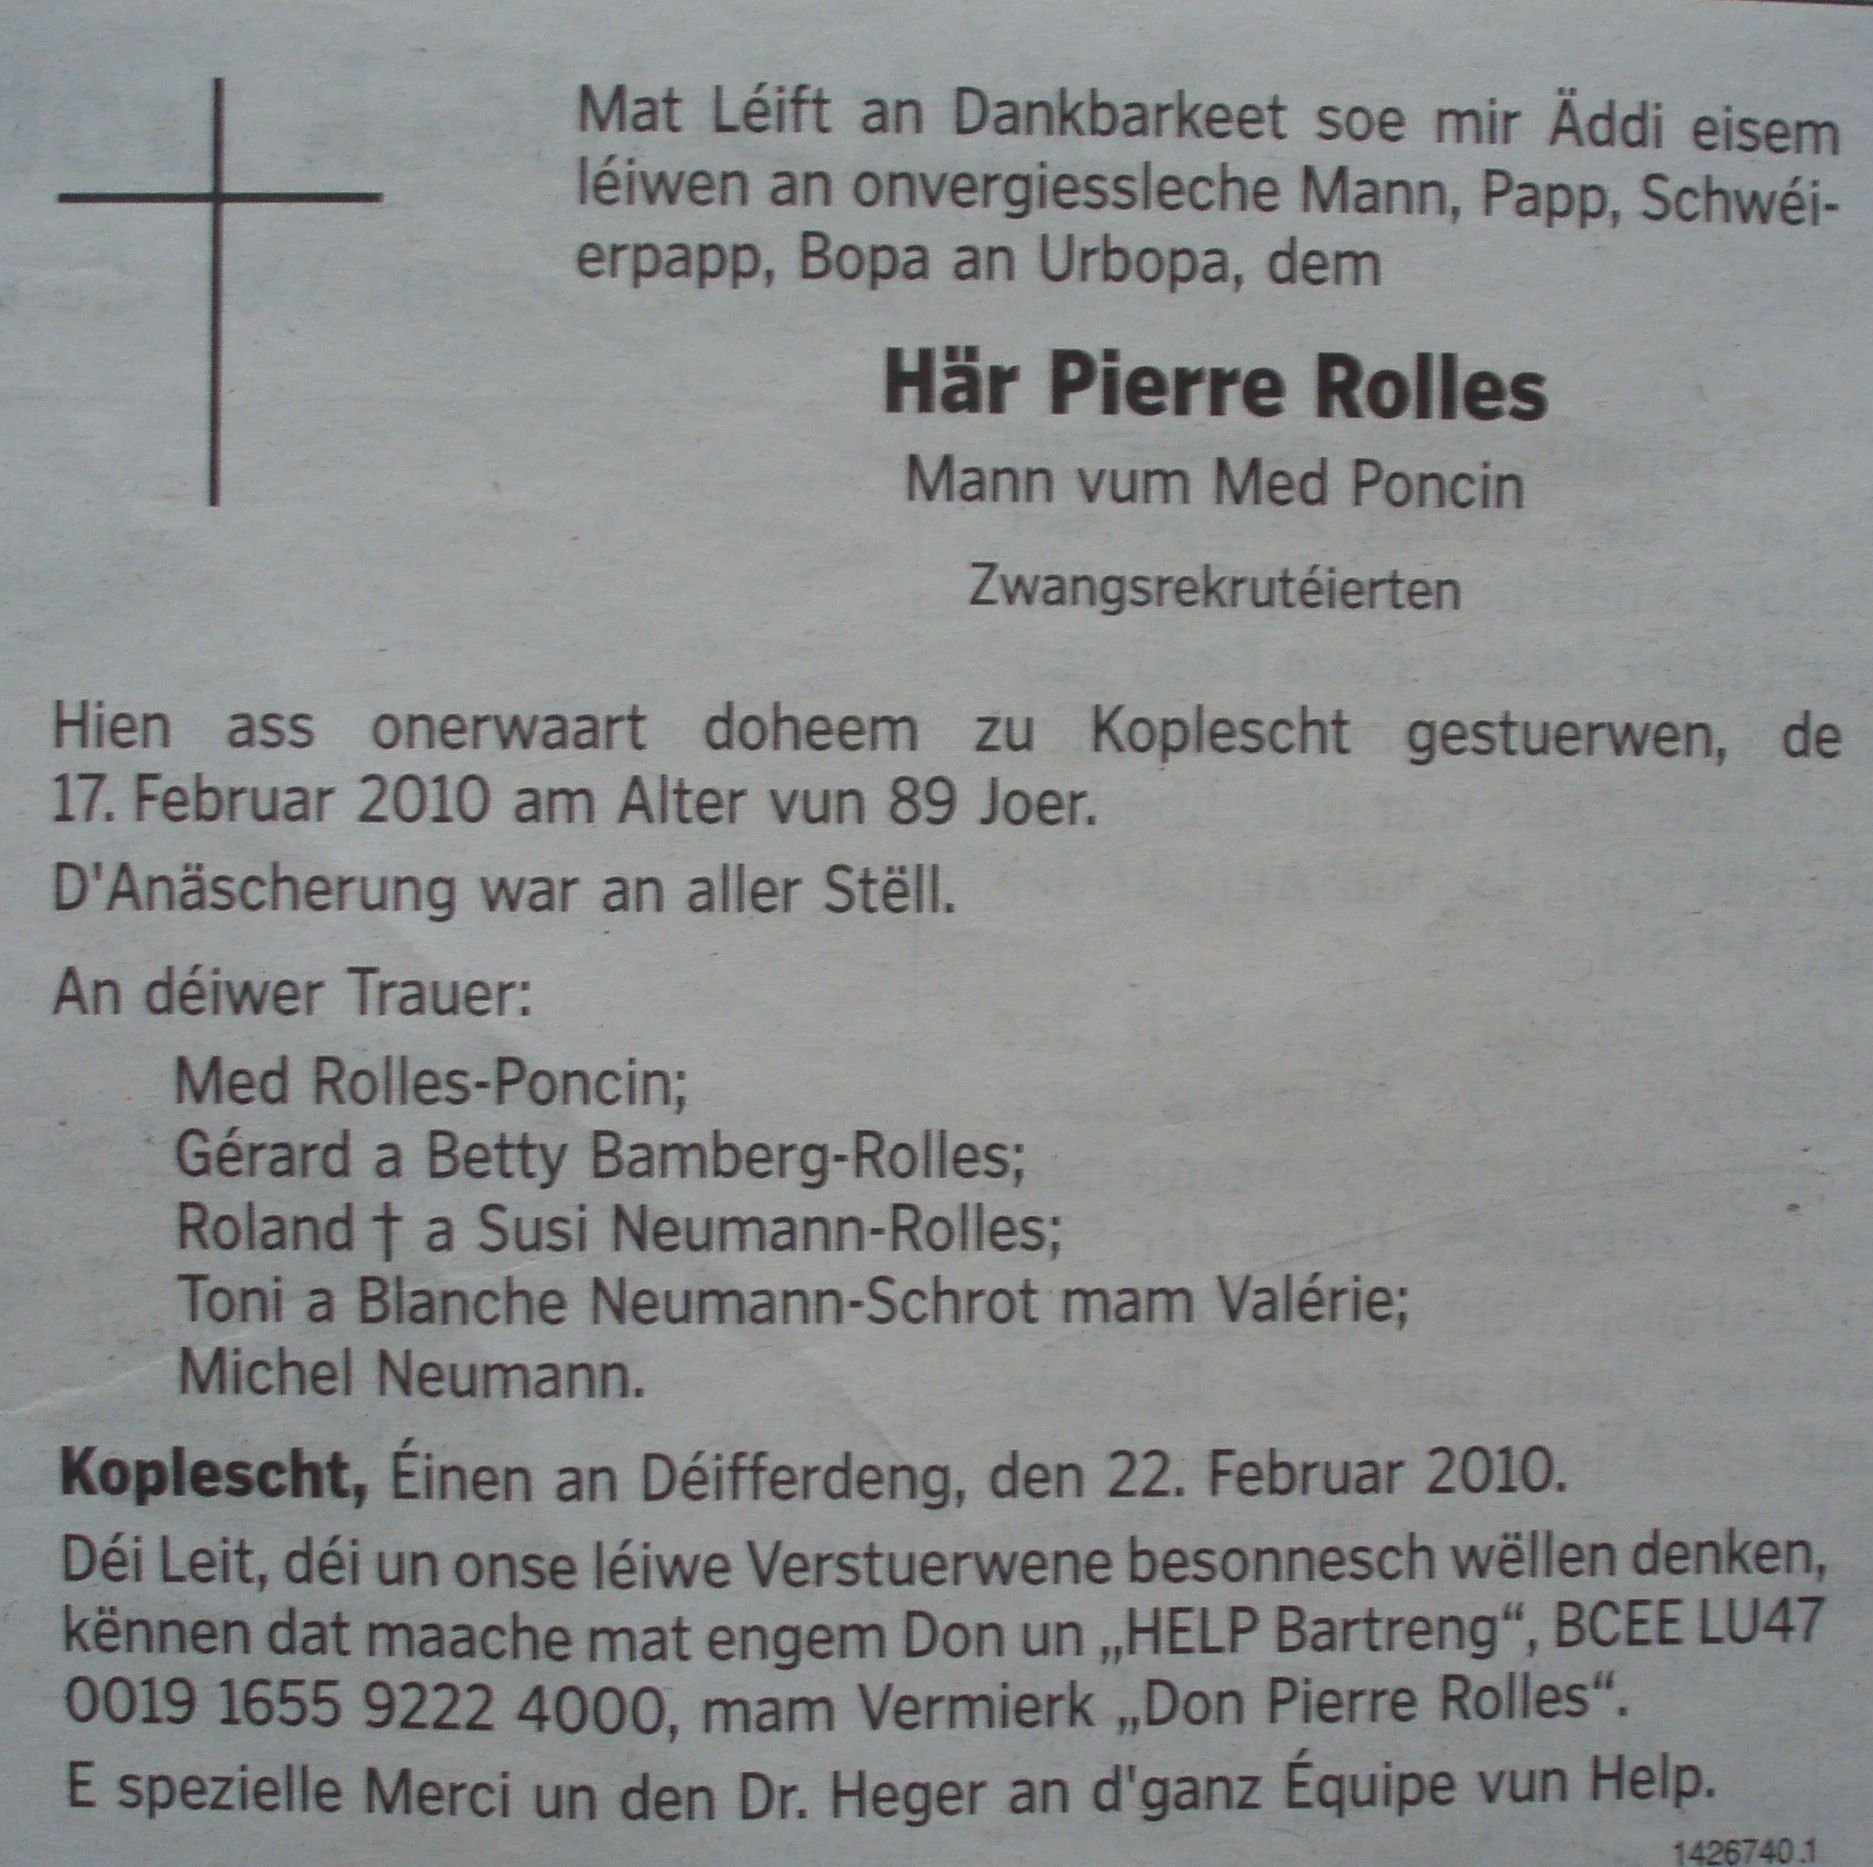 Mat Léift an Dankbarkeet soe mir Äddi eisem
léiwen an onvergiessleche Mann, Papp, Schwéi-
erpapp, Bopa an Urbopa, dem
Här Pierre Rolles
Mann vum Med Poncin
Zwangsrekrutéierten
Hien ass onerwaart doheem zu Koplescht gestuerwen, de
17. Februar 2010 am Alter vun 89 Joer.
D'Anäscherung war an aller Stëll.
An déiwer Trauer:
Med Rolles-Poncin;
Gérard a Betty Bamberg-Rolles;
Roland † a Susi Neumann-Rolles;
Toni a Blanche Neumann-Schrot mam Valérie;
Michel Neumann.
Koplescht, Éinen an Déifferdeng, den 22. Februar 2010.
Déi Leit, déi un onse léiwe Verstuerwene besonnesch wëllen denken,
kënnen dat maache mat engem Don un „HELP Bartreng“, BCEE LU47
0019 1655 9222 4000, mam Vermierk „Don Pierre Rolles“.
E spezielle Merci un den Dr. Heger an d'ganz Équipe vun Help.
1426740.1